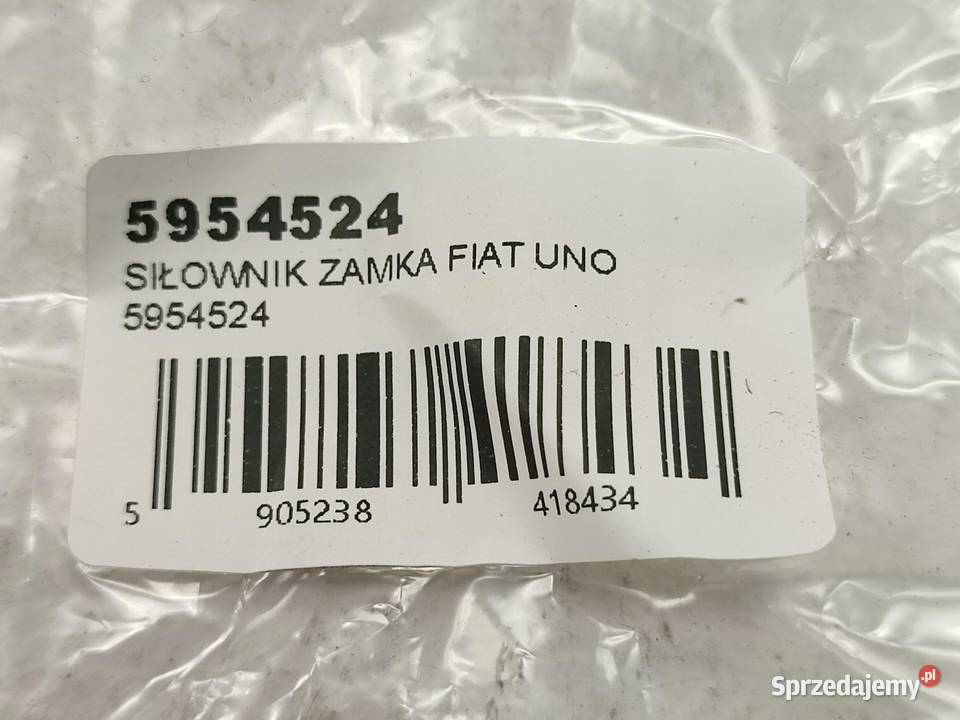 5954524
SIŁOWNIK ZAMKA FIAT UNO
5954524
5 905238 418434
Sprzedajemy.pl